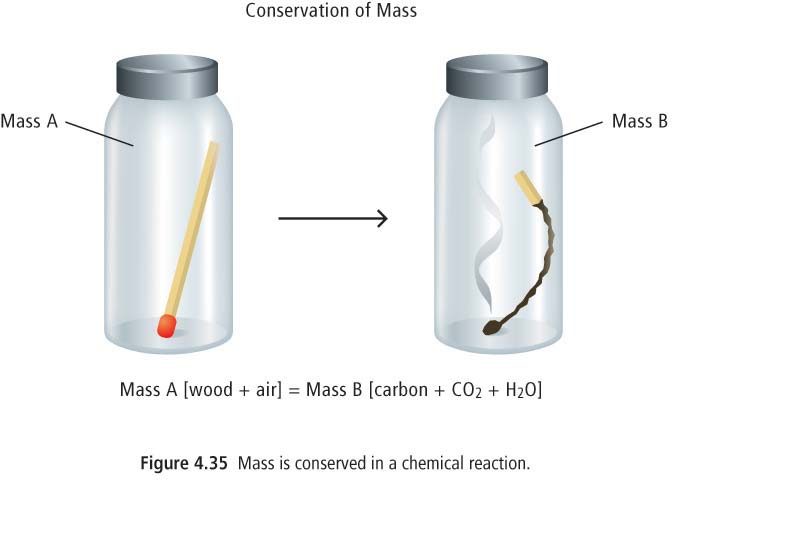 Conservation of Mass
Mass A
Mass B
Mass A [wood + air] = Mass B [carbon + CO₂ + H₂O]
Figure 4.35 Mass is conserved in a chemical reaction.